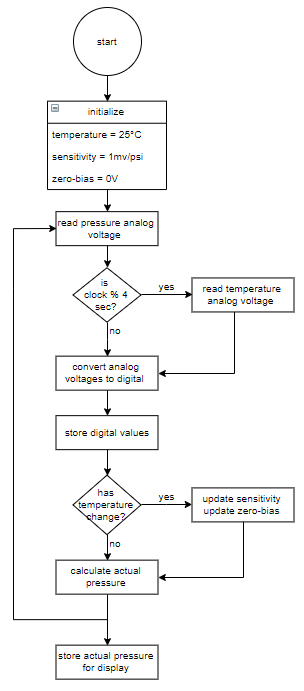 start
initialize
temperature = 25°C
sensitivity = 1mv/psi
zero-bias = 0V
read pressure analog
voltage
is
clock % 4
sec?
yes
read temperature
analog voltage
no
convert analog
voltages to digital
store digital values
has
temperature
change?
yes
update sensitivity
update zero-bias
no
calculate actual
pressure
store actual pressure
for display